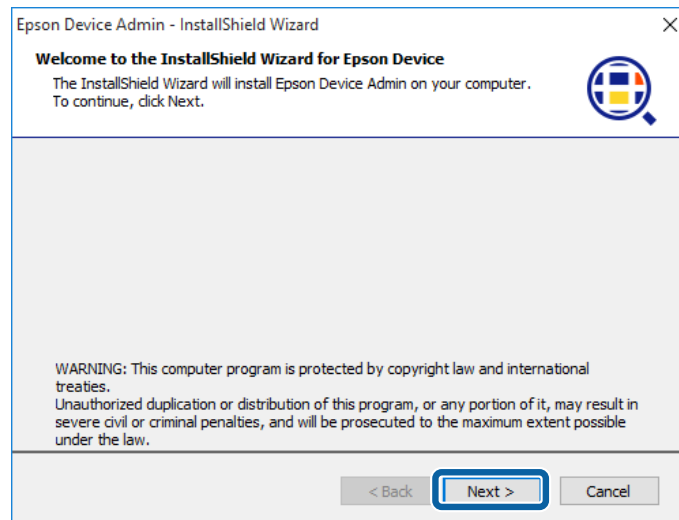 Epson Device Admin - InstallShield Wizard
Welcome to the InstallShield Wizard for Epson Device
The InstallShield Wizard will install Epson Device Admin on your computer.
To continue, click Next.
WARNING: This computer program is protected by copyright law and international
treaties.
Unauthorized duplication or distribution of this program, or any portion of it, may result in
severe civil or criminal penalties, and will be prosecuted to the maximum extent possible
under the law.
< Back Next > Cancel